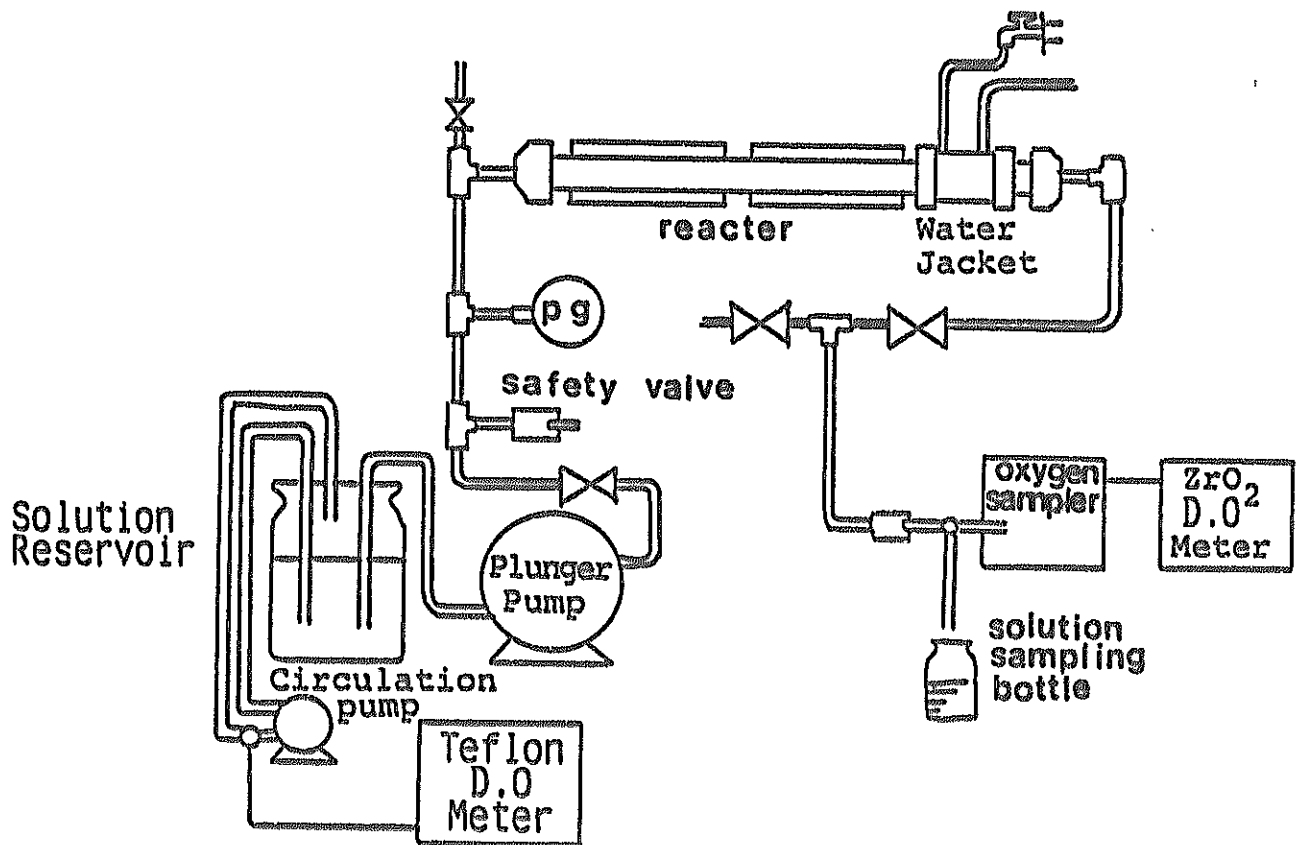 reacter
Water
Jacket
pg
safety valve
oxygen
sampler
ZrO2
D.O2
Meter
Solution
Reservoir
Plunger
Pump
solution
sampling
bottle
Circulation
pump
Teflon
D.O
Meter